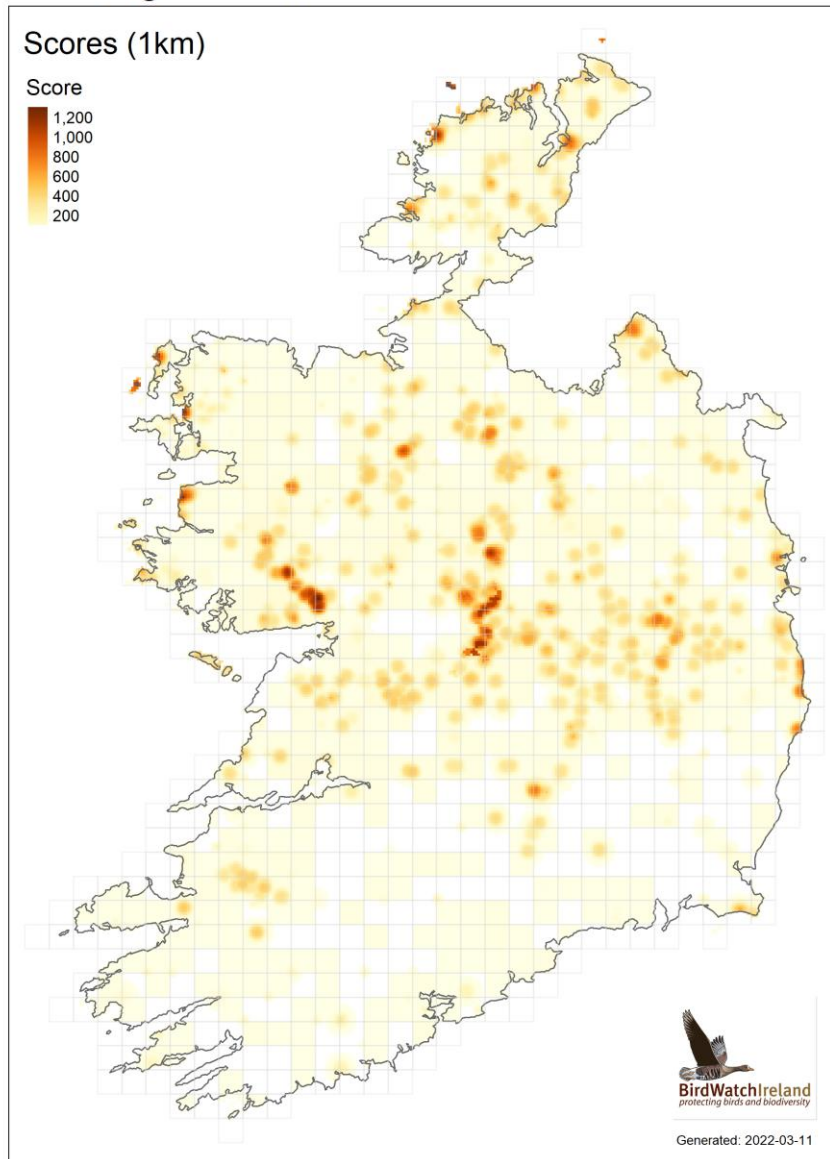 Scores (1km)
Score
1,200
1,000
800
600
400
200
BirdWatchIreland
protecting birds and biodiversity
Generated: 2022-03-11